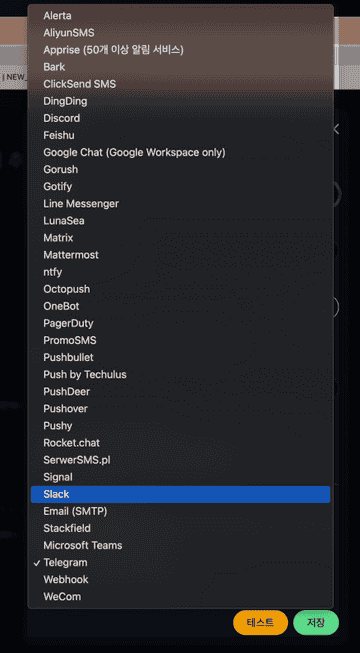 Alerta
AliyunSMS
Apprise (50개 이상 알림 서비스)
Bark
| NEW_
ClickSend SMS
DingDing
Discord
Feishu
Google Chat (Google Workspace only)
Gorush
Gotify
Line Messenger
LunaSea
Matrix
Mattermost
ntfy
Octopush
OneBot
PagerDuty
PromoSMS
Pushbullet
Push by Techulus
PushDeer
Pushover
Pushy
Rocket.chat
SerwerSMS.pl
Signal
Slack
Email (SMTP)
Stackfield
Microsoft Teams
✓ Telegram
Webhook
WeCom
테스트 저장